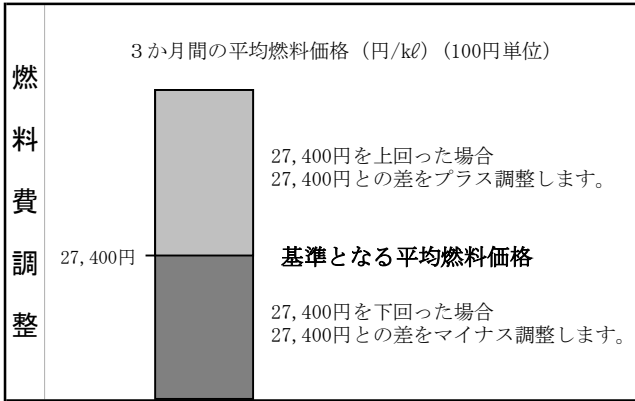 燃料費調整
３か月間の平均燃料価格（円/kℓ）（100円単位）
27,400円を上回った場合
27,400円との差をプラス調整します。
27,400円
基準となる平均燃料価格
27,400円を下回った場合
27,400円との差をマイナス調整します。